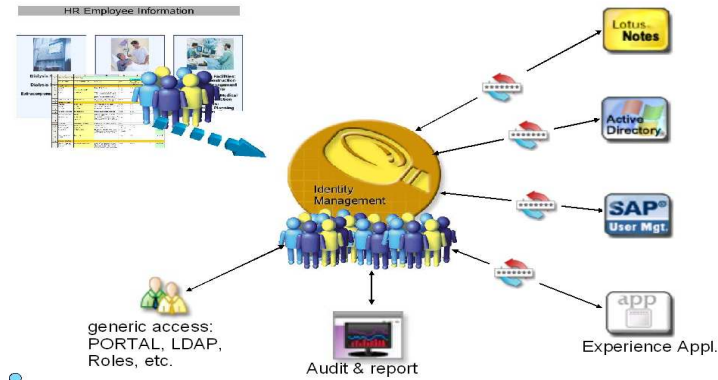 HR Employee Information
Lotus
Notes
Active
Directory
Identity
Management
SAP®
User Mgt.
app
generic access:
PORTAL, LDAP,
Roles, etc.
Audit & report
Experience Appl.